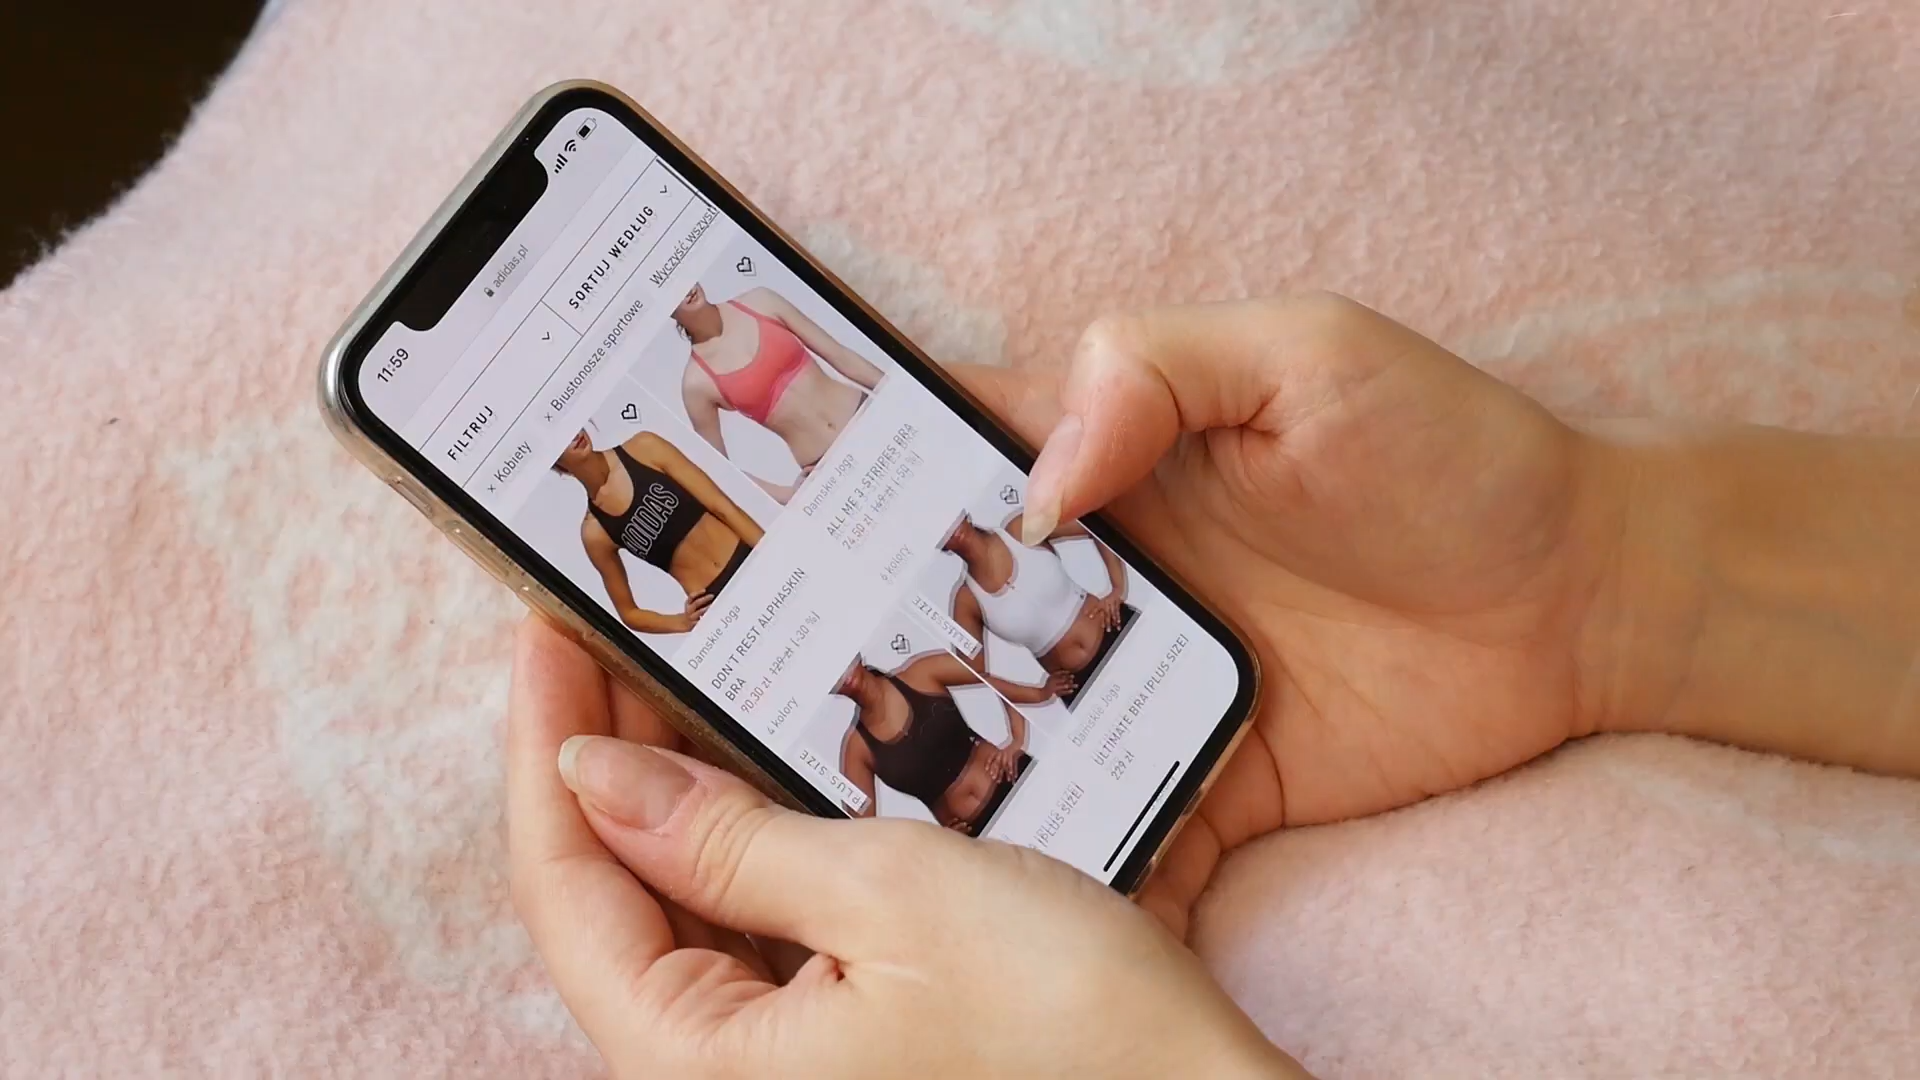 11:59
adidas.pl
FILTRUJ
SORTUJ WEDŁUG
× Kobiety
× Biustonosze sportowe
Wyczyść wszyst
ADIDAS
Damskie Joga
DON'T REST ALPHASKIN
BRA
90,30 zł 129 zł (-30 %)
4 kolory
Damskie Joga
ALL ME 3-STRIPES BRA
74,50 zł 149 zł (-50 %)
6 kolory
PLUS SIZE
PLUS SIZE
(PLUS SIZE)
Damskie Joga
ULTIMATE BRA (PLUS SIZE)
229 zł